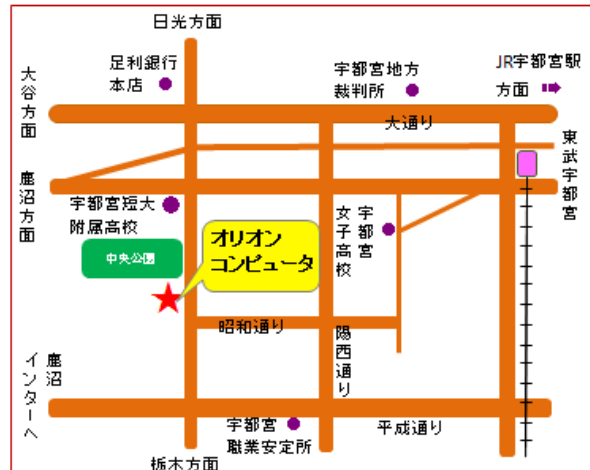 日光方面
足利銀行
本店
宇都宮地方
裁判所
JR宇都宮駅
方面
大谷方面
大通り
東武宇都宮
鹿沼方面
宇都宮短大
附属高校
宇都宮
女子高校
オリオン
コンピュータ
中央公園
昭和通り
陽西通り
鹿沼
インターへ
宇都宮
職業安定所
平成通り
栃木方面